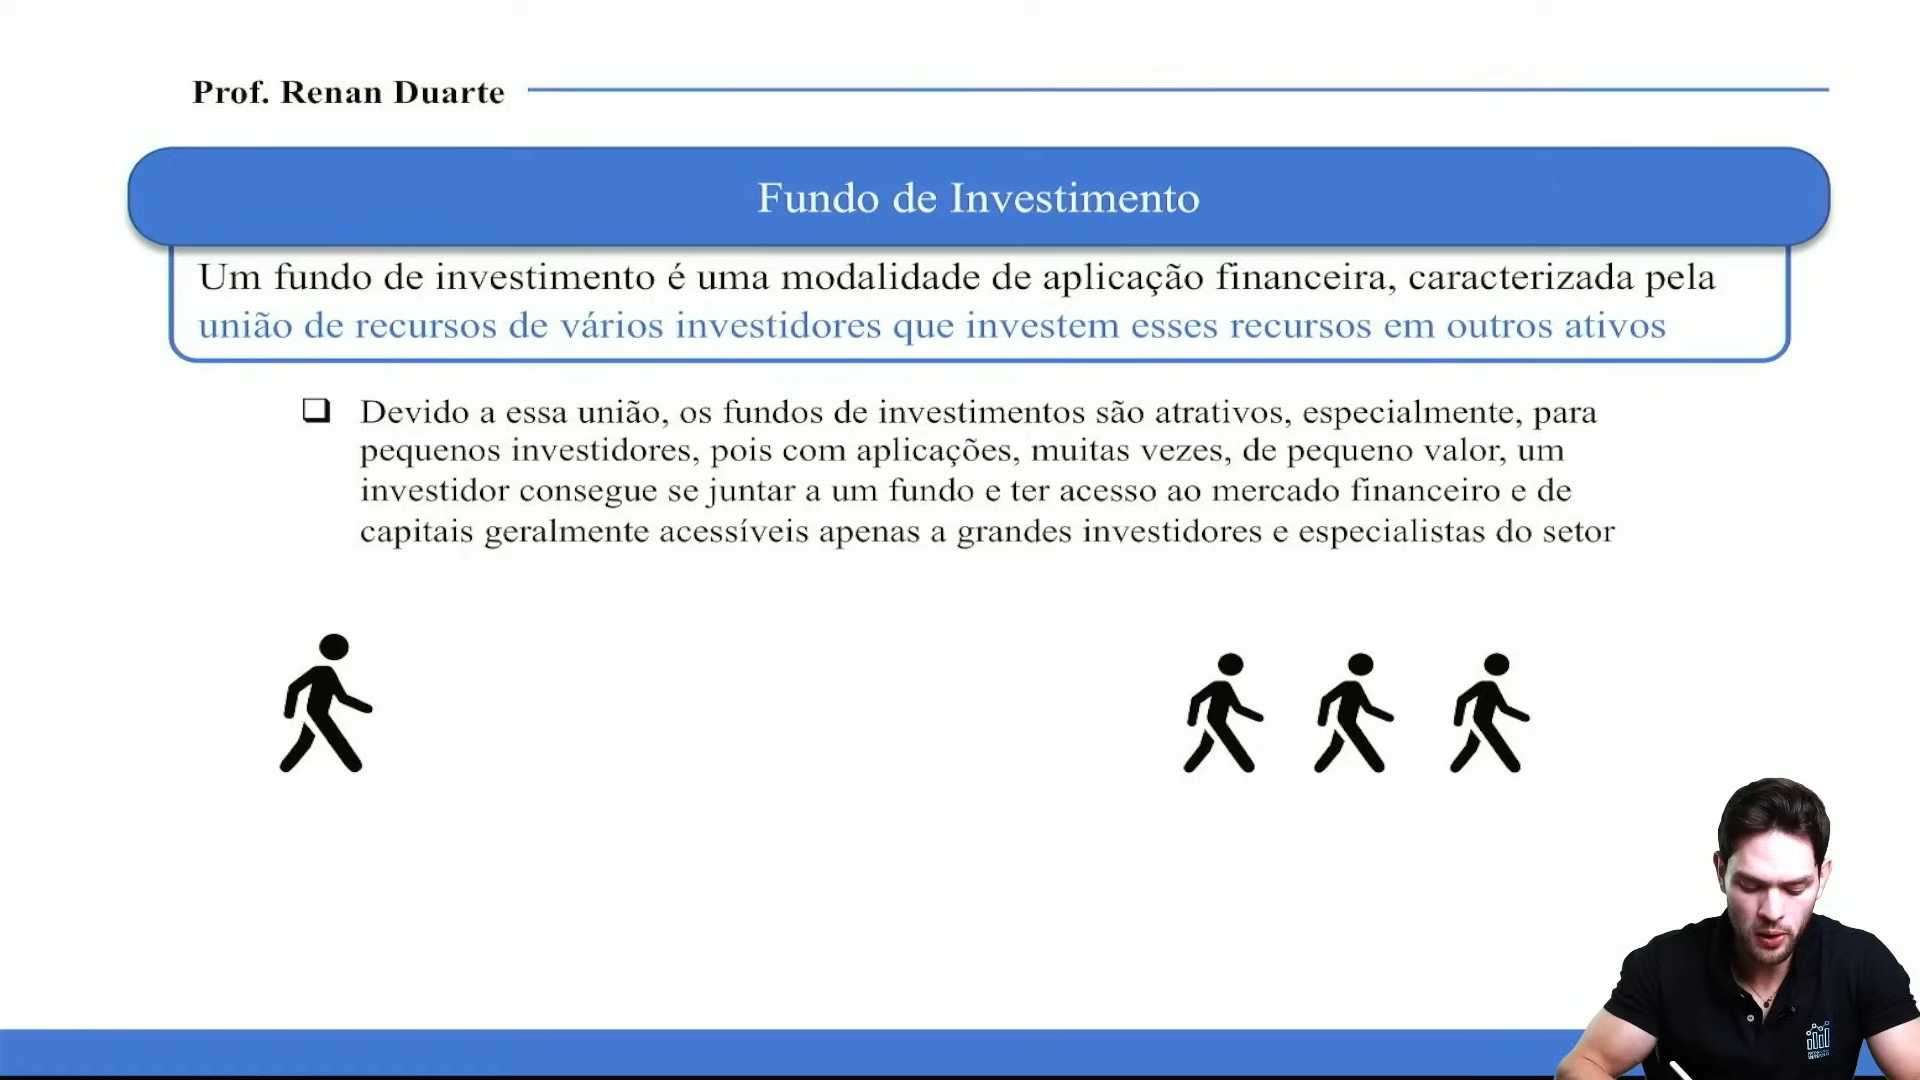 Prof. Renan Duarte
Fundo de Investimento
Um fundo de investimento é uma modalidade de aplicação financeira, caracterizada pela
união de recursos de vários investidores que investem esses recursos em outros ativos
Devido a essa união, os fundos de investimentos são atrativos, especialmente, para
pequenos investidores, pois com aplicações, muitas vezes, de pequeno valor, um
investidor consegue se juntar a um fundo e ter acesso ao mercado financeiro e de
capitais geralmente acessíveis apenas a grandes investidores e especialistas do setor